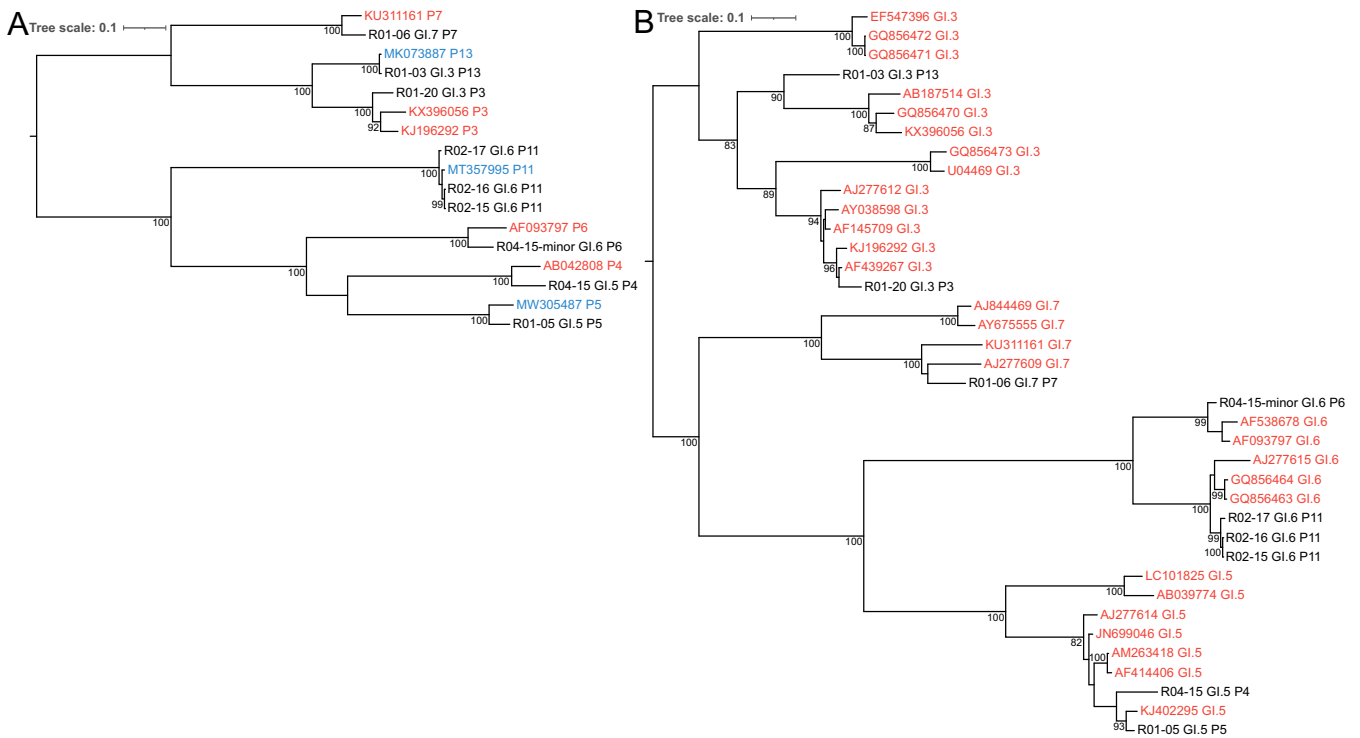 A
Tree scale: 0.1
KU311161 P7
100
R01-06 GI.7 P7
MK073887 P13
100
R01-03 GI.3 P13
100
R01-20 GI.3 P3
100
KX396056 P3
92
KJ196292 P3
R02-17 GI.6 P11
100
MT357995 P11
R02-16 GI.6 P11
99
R02-15 GI.6 P11
100
AF093797 P6
100
R04-15-minor GI.6 P6
100
AB042808 P4
100
R04-15 GI.5 P4
MW305487 P5
100
R01-05 GI.5 P5
B
Tree scale: 0.1
EF547396 GI.3
100
GQ856472 GI.3
100
GQ856471 GI.3
R01-03 GI.3 P13
90
AB187514 GI.3
100
GQ856470 GI.3
87
KX396056 GI.3
83
GQ856473 GI.3
100
U04469 GI.3
89
AJ277612 GI.3
AY038598 GI.3
94
AF145709 GI.3
KJ196292 GI.3
96
AF439267 GI.3
R01-20 GI.3 P3
AJ844469 GI.7
100
AY675555 GI.7
100
KU311161 GI.7
100
AJ277609 GI.7
R01-06 GI.7 P7
100
R04-15-minor GI.6 P6
99
AF538678 GI.6
AF093797 GI.6
100
AJ277615 GI.6
GQ856464 GI.6
99
GQ856463 GI.6
100
R02-17 GI.6 P11
99
R02-16 GI.6 P11
100
R02-15 GI.6 P11
100
LC101825 GI.5
100
AB039774 GI.5
100
AJ277614 GI.5
JN699046 GI.5
82
AM263418 GI.5
100
AF414406 GI.5
R04-15 GI.5 P4
KJ402295 GI.5
93
R01-05 GI.5 P5